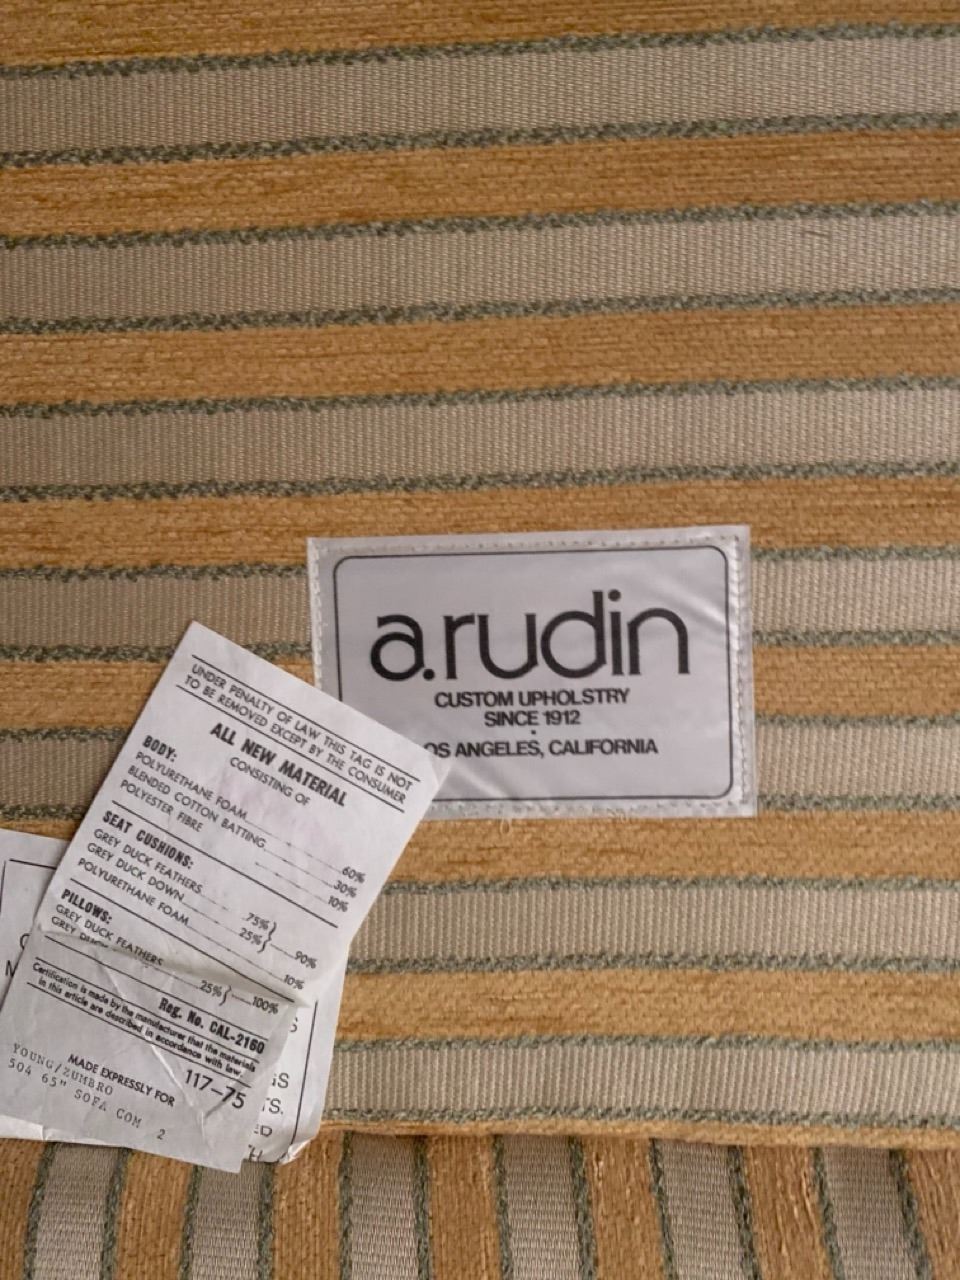 a.rudin
CUSTOM UPHOLSTRY
SINCE 1912
OS ANGELES, CALIFORNIA
UNDER PENALTY OF LAW THIS TAG IS NOT
TO BE REMOVED EXCEPT BY THE CONSUMER
ALL NEW MATERIAL
CONSISTING OF
BODY:
POLYURETHANE FOAM 60%
BLENDED COTTON BATTING 30%
POLYESTER FIBRE 10%
SEAT CUSHIONS:
GREY DUCK FEATHERS 75%
GREY DUCK DOWN 25% } 90%
POLYURETHANE FOAM 10%
PILLOWS:
GREY DUCK FEATHERS
GREY 25% } 100%
Reg. No. CAL-2160
Certification is made by the manufacturer that the materials
in this article are described in accordance with law.
117-75
MADE EXPRESSLY FOR
YOUNG/ZUMBRO
504 65" SOFA COM 2